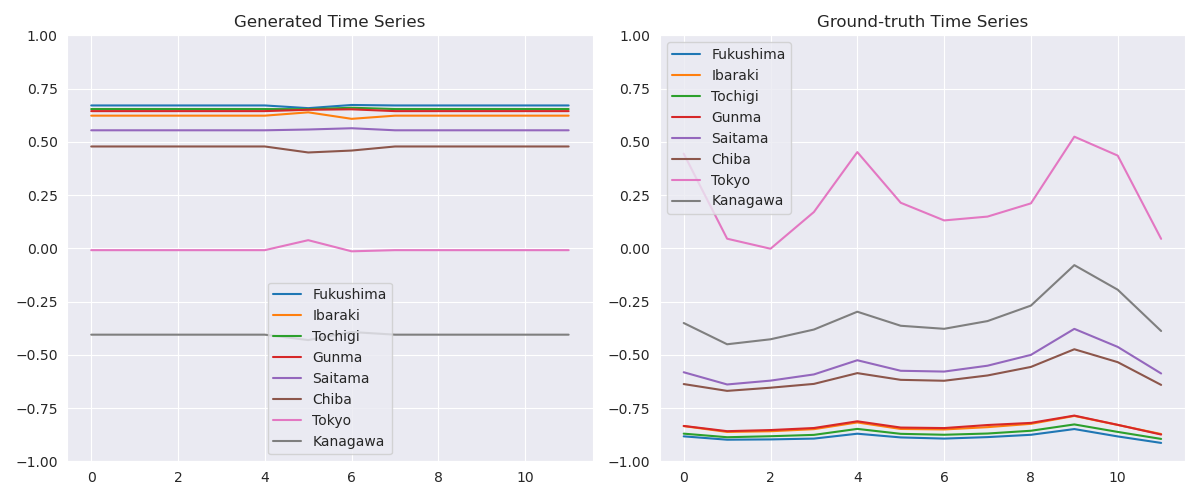 Generated Time Series
1.00
0.75
0.50
0.25
0.00
−0.25
−0.50
−0.75
−1.00
0 2 4 6 8 10
Fukushima
Ibaraki
Tochigi
Gunma
Saitama
Chiba
Tokyo
Kanagawa
Ground-truth Time Series
1.00
0.75
0.50
0.25
0.00
−0.25
−0.50
−0.75
−1.00
0 2 4 6 8 10
Fukushima
Ibaraki
Tochigi
Gunma
Saitama
Chiba
Tokyo
Kanagawa